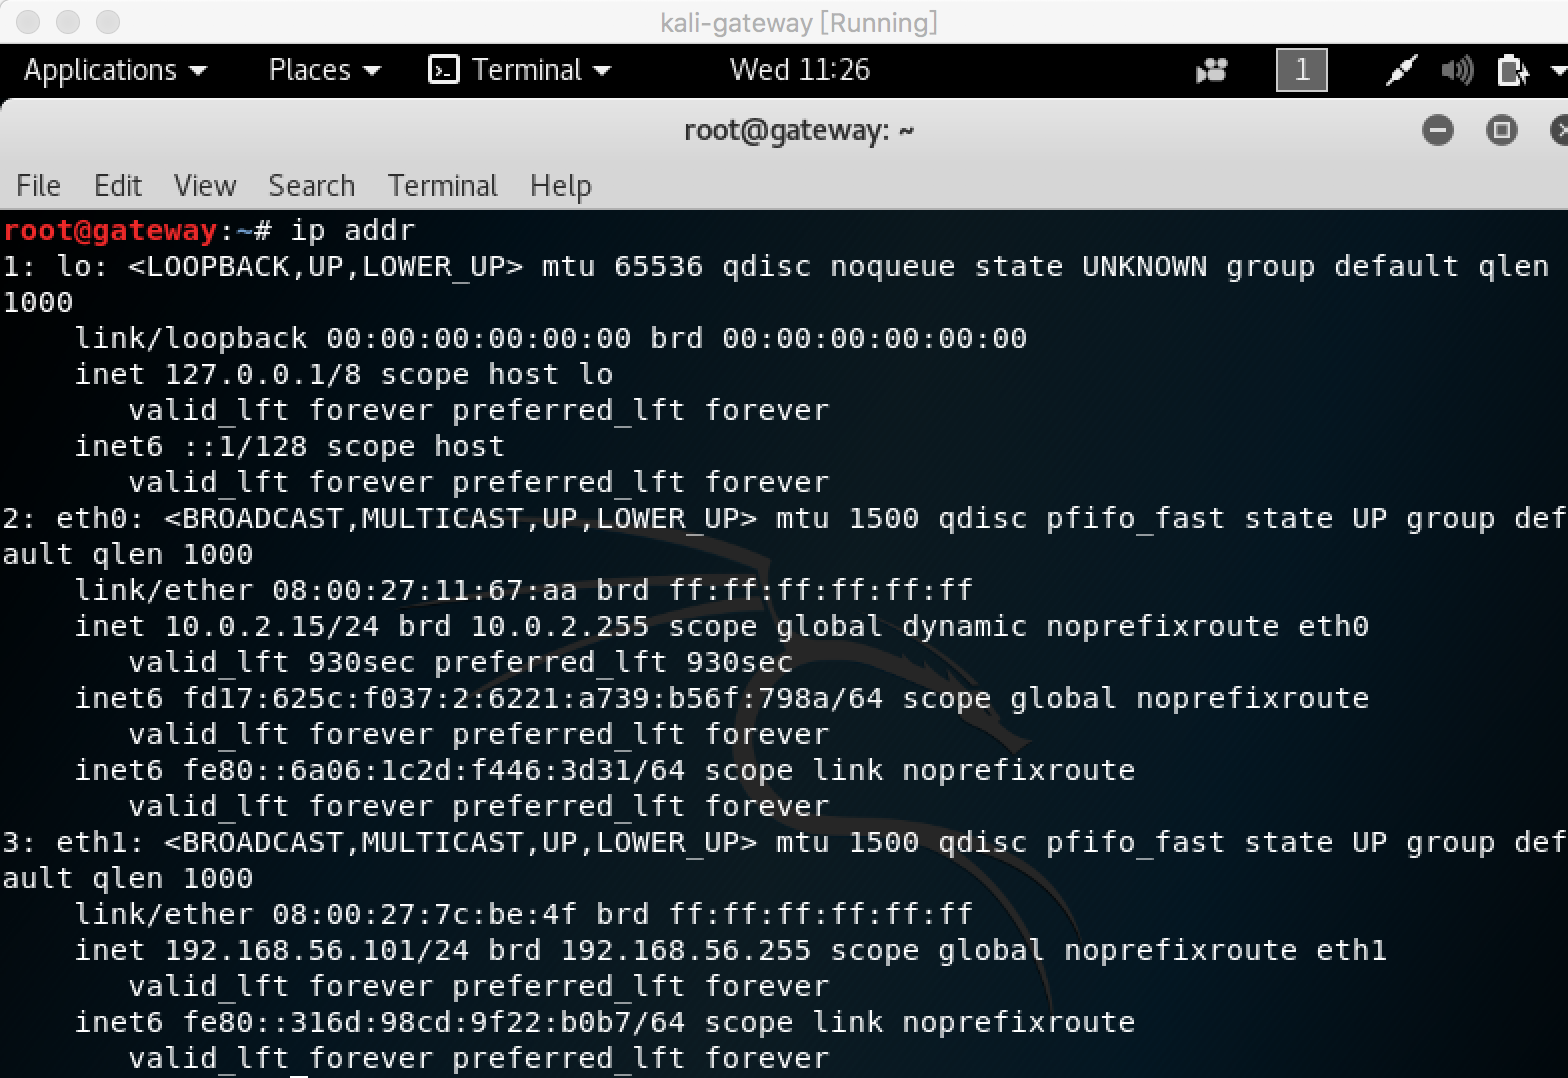 kali-gateway [Running]
Applications Places Terminal Wed 11:26 1
root@gateway: ~
File Edit View Search Terminal Help
root@gateway:~# ip addr
1: lo: <LOOPBACK,UP,LOWER_UP> mtu 65536 qdisc noqueue state UNKNOWN group default qlen
1000
    link/loopback 00:00:00:00:00:00 brd 00:00:00:00:00:00
    inet 127.0.0.1/8 scope host lo
       valid_lft forever preferred_lft forever
    inet6 ::1/128 scope host
       valid_lft forever preferred_lft forever
2: eth0: <BROADCAST,MULTICAST,UP,LOWER_UP> mtu 1500 qdisc pfifo_fast state UP group def
ault qlen 1000
    link/ether 08:00:27:11:67:aa brd ff:ff:ff:ff:ff:ff
    inet 10.0.2.15/24 brd 10.0.2.255 scope global dynamic noprefixroute eth0
       valid_lft 930sec preferred_lft 930sec
    inet6 fd17:625c:f037:2:6221:a739:b56f:798a/64 scope global noprefixroute
       valid_lft forever preferred_lft forever
    inet6 fe80::6a06:1c2d:f446:3d31/64 scope link noprefixroute
       valid_lft forever preferred_lft forever
3: eth1: <BROADCAST,MULTICAST,UP,LOWER_UP> mtu 1500 qdisc pfifo_fast state UP group def
ault qlen 1000
    link/ether 08:00:27:7c:be:4f brd ff:ff:ff:ff:ff:ff
    inet 192.168.56.101/24 brd 192.168.56.255 scope global noprefixroute eth1
       valid_lft forever preferred_lft forever
    inet6 fe80::316d:98cd:9f22:b0b7/64 scope link noprefixroute
       valid_lft forever preferred_lft forever